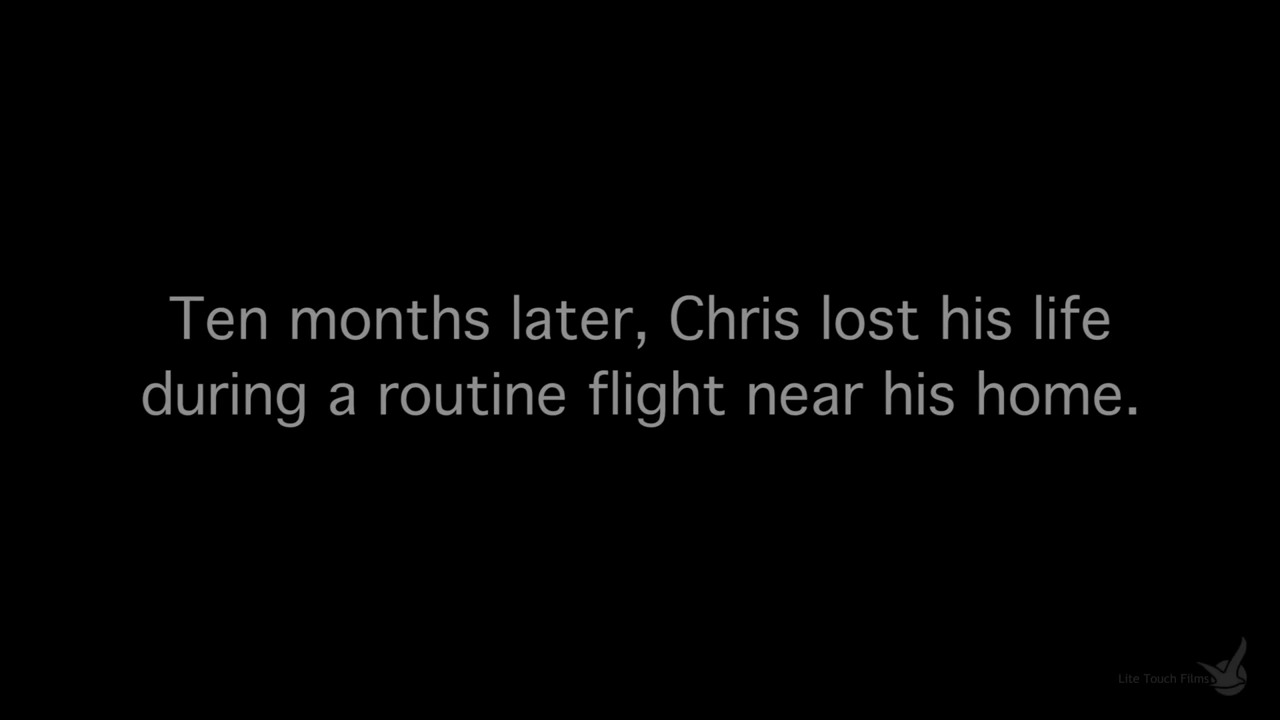 Ten months later, Chris lost his life
during a routine flight near his home.
Lite Touch Films